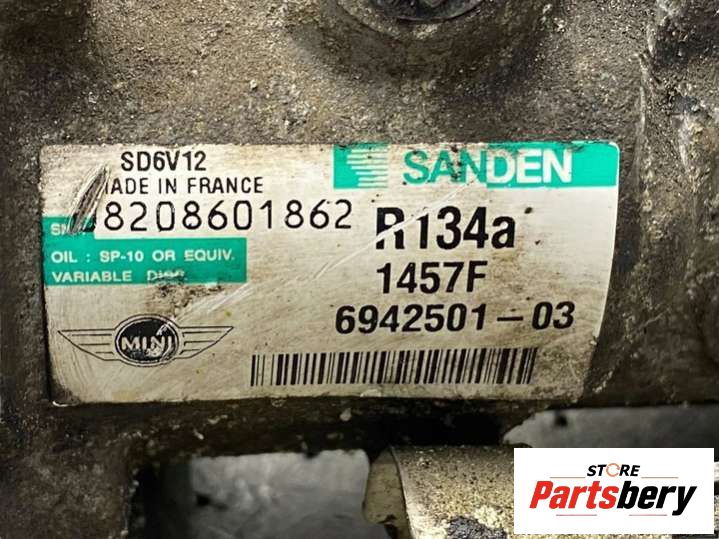 SD6V12
MADE IN FRANCE
SANDEN
8208601862
R134a
OIL : SP-10 OR EQUIV.
VARIABLE DISP.
1457F
6942501-03
MINI
STORE
Partsbery